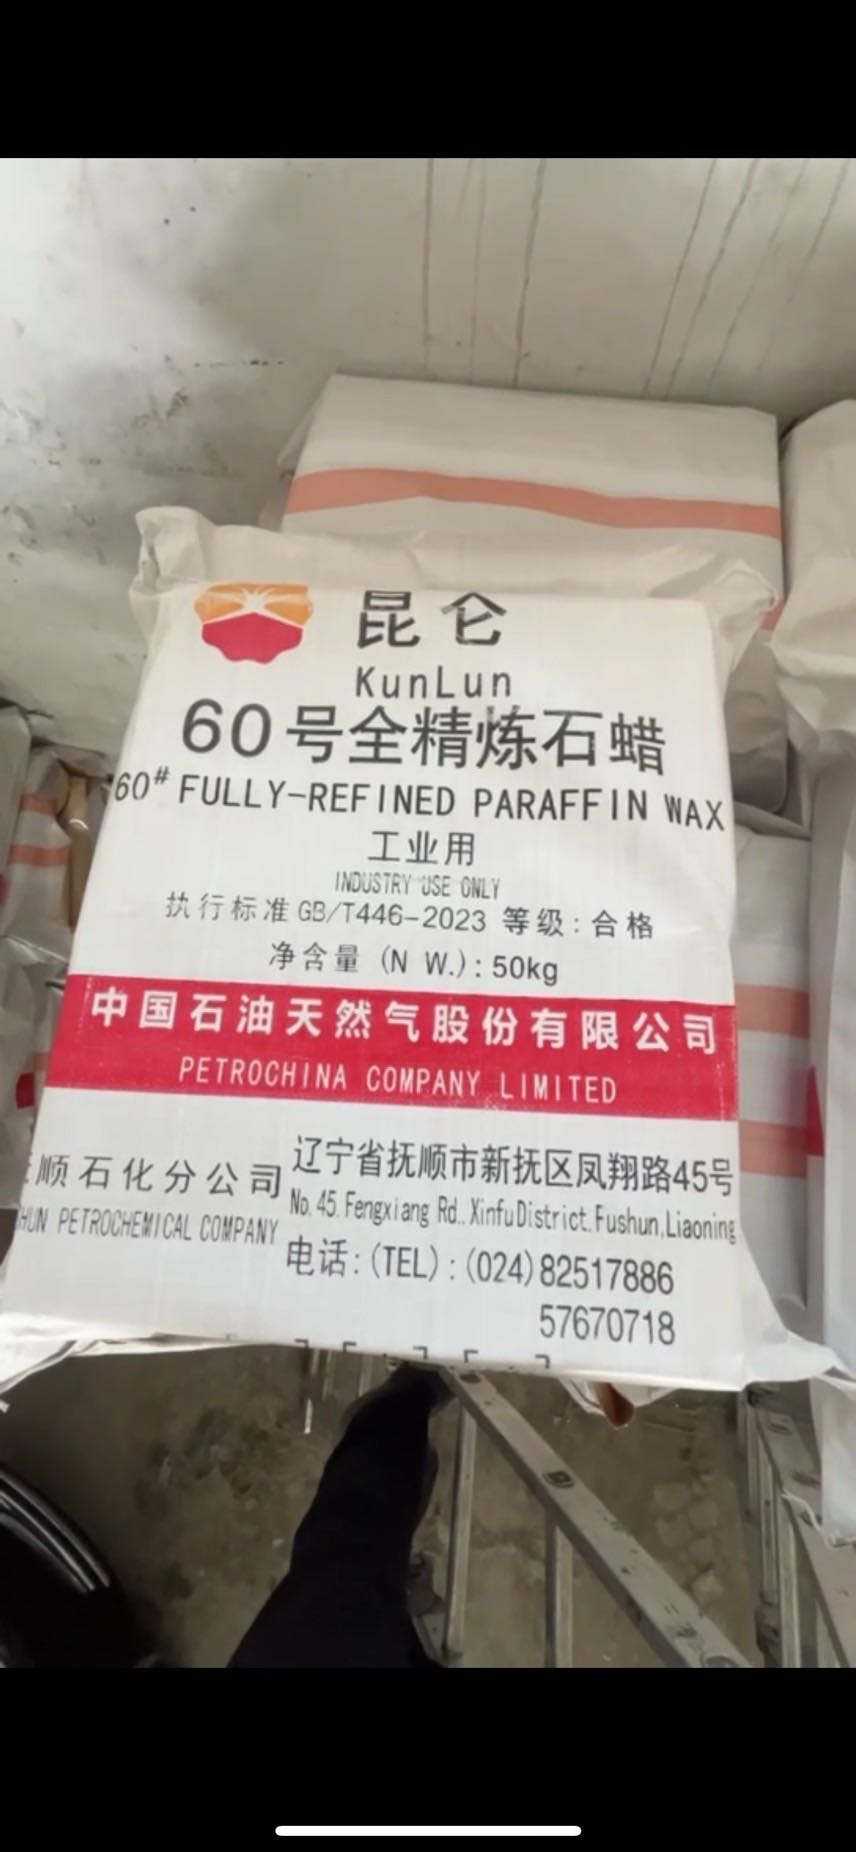 昆仑
KunLun
60号全精炼石蜡
60# FULLY-REFINED PARAFFIN WAX
工业用
INDUSTRY USE ONLY
执行标准 GB/T446-2023 等级:合格
净含量 (N W.): 50kg
中国石油天然气股份有限公司
PETROCHINA COMPANY LIMITED
顺石化分公司
HUN PETROCHEMICAL COMPANY
辽宁省抚顺市新抚区凤翔路45号
No. 45. Fengxiang Rd.. Xinfu District. Fushun, Liaoning
电话:(TEL):(024)82517886
57670718